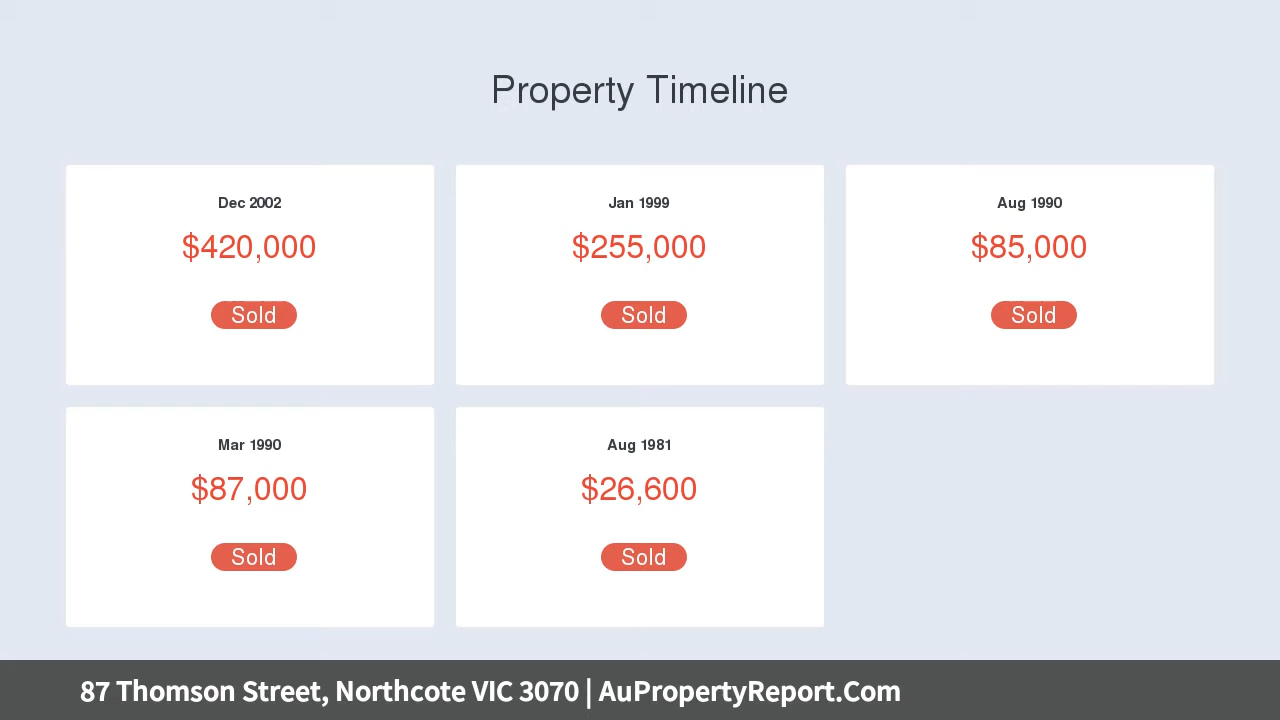 Property Timeline
Dec 2002
$420,000
Sold
Jan 1999
$255,000
Sold
Aug 1990
$85,000
Sold
Mar 1990
$87,000
Sold
Aug 1981
$26,600
Sold
87 Thomson Street, Northcote VIC 3070 | AuPropertyReport.Com